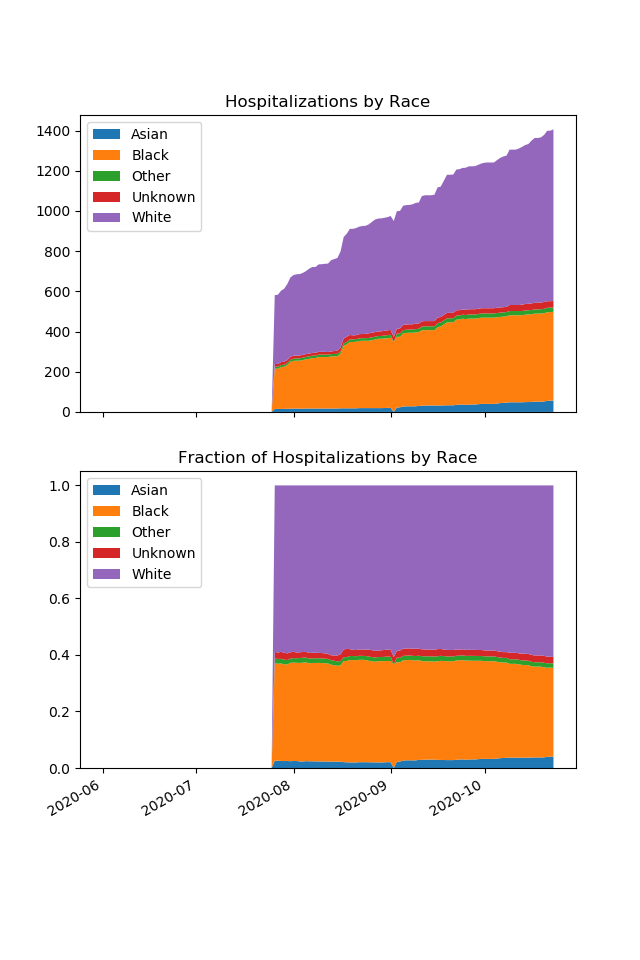 Hospitalizations by Race
1400
1200
1000
800
600
400
200
0
Asian
Black
Other
Unknown
White
Fraction of Hospitalizations by Race
1.0
0.8
0.6
0.4
0.2
0.0
Asian
Black
Other
Unknown
White
2020-06
2020-07
2020-08
2020-09
2020-10